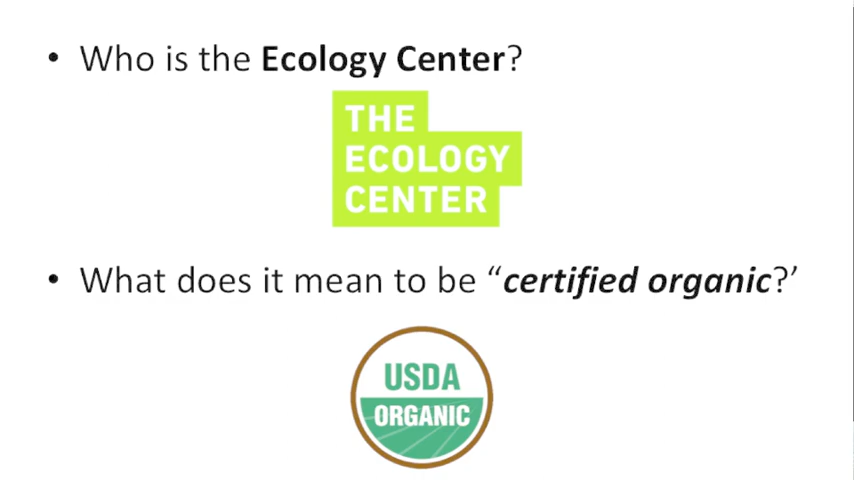 • Who is the Ecology Center?
THE
ECOLOGY
CENTER
• What does it mean to be “certified organic?’
USDA
ORGANIC